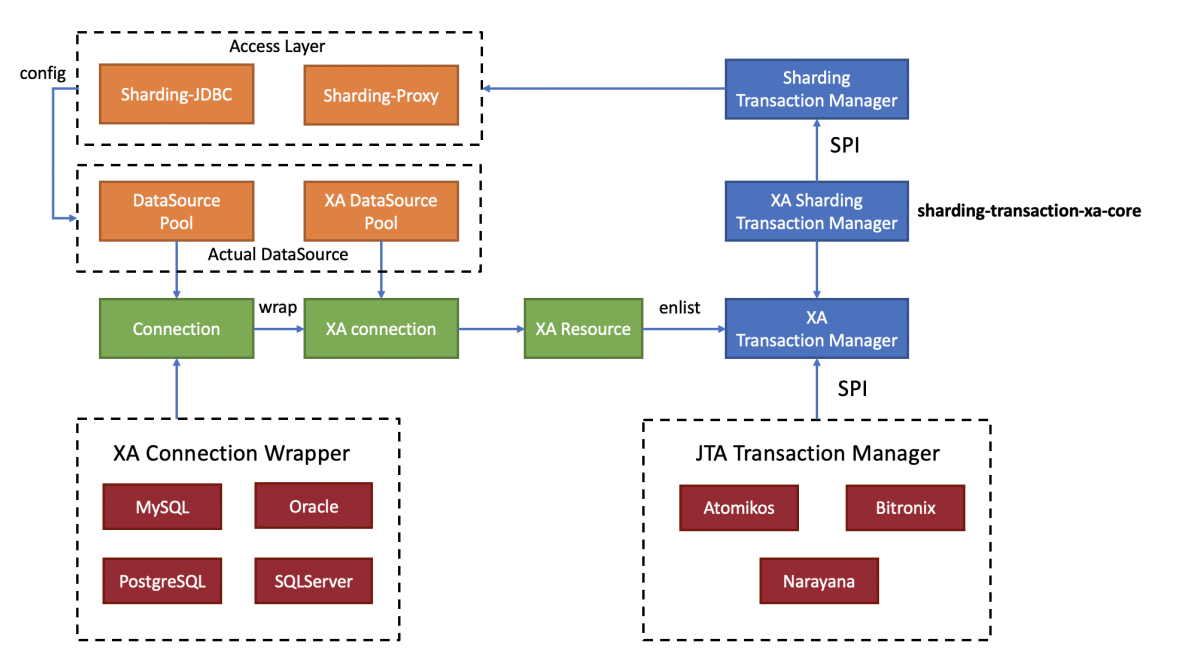 Access Layer
config
Sharding-JDBC
Sharding-Proxy
Sharding
Transaction Manager
SPI
DataSource
Pool
XA DataSource
Pool
Actual DataSource
XA Sharding
Transaction Manager
sharding-transaction-xa-core
Connection
wrap
XA connection
XA Resource
enlist
XA
Transaction Manager
SPI
XA Connection Wrapper
MySQL
Oracle
PostgreSQL
SQLServer
JTA Transaction Manager
Atomikos
Bitronix
Narayana